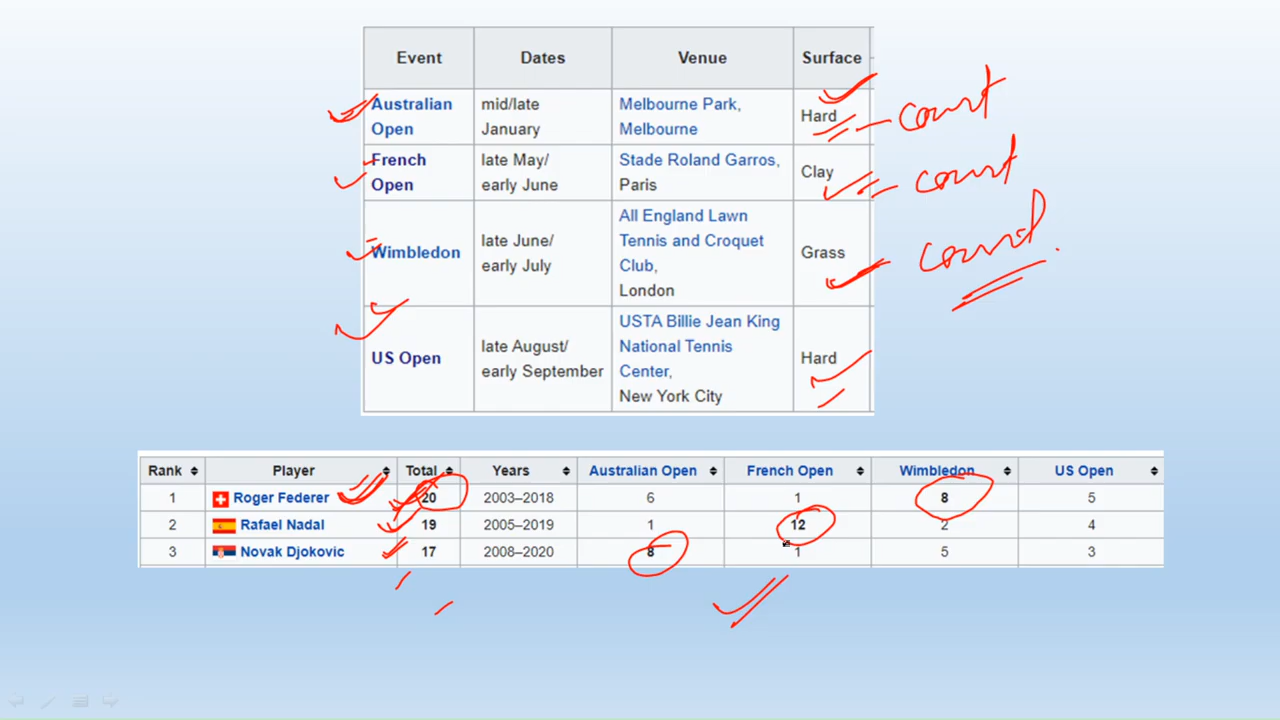 Event Dates Venue Surface
Australian mid/late Melbourne Park,
Open January Melbourne Hard court
French late May/ Stade Roland Garros, Clay court
Open early June Paris
Wimbledon late June/ All England Lawn Grass court
early July Tennis and Croquet
Club,
London
US Open late August/ USTA Billie Jean King Hard
early September National Tennis
Center,
New York City
Rank Player Total Years Australian Open French Open Wimbledon US Open
1 Roger Federer 20 2003–2018 6 1 8 5
2 Rafael Nadal 19 2005–2019 1 12 2 4
3 Novak Djokovic 17 2008–2020 8 1 5 3